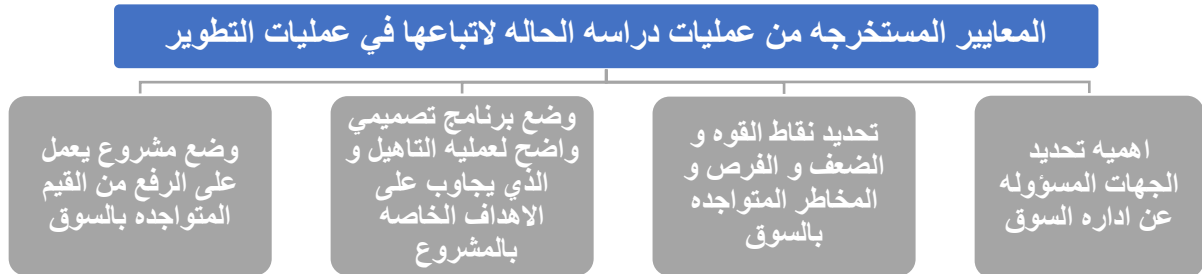 المعايير المستخرجه من عمليات دراسه الحاله لاتباعها في عمليات التطوير
اهميه تحديد
الجهات المسؤوله
عن اداره السوق
تحديد نقاط القوه و
الضعف و الفرص و
المخاطر المتواجده
بالسوق
وضع برنامج تصميمي
واضح لعمليه التاهيل و
الذي يجاوب على
الاهداف الخاصه
بالمشروع
وضع مشروع يعمل
على الرفع من القيم
المتواجده بالسوق